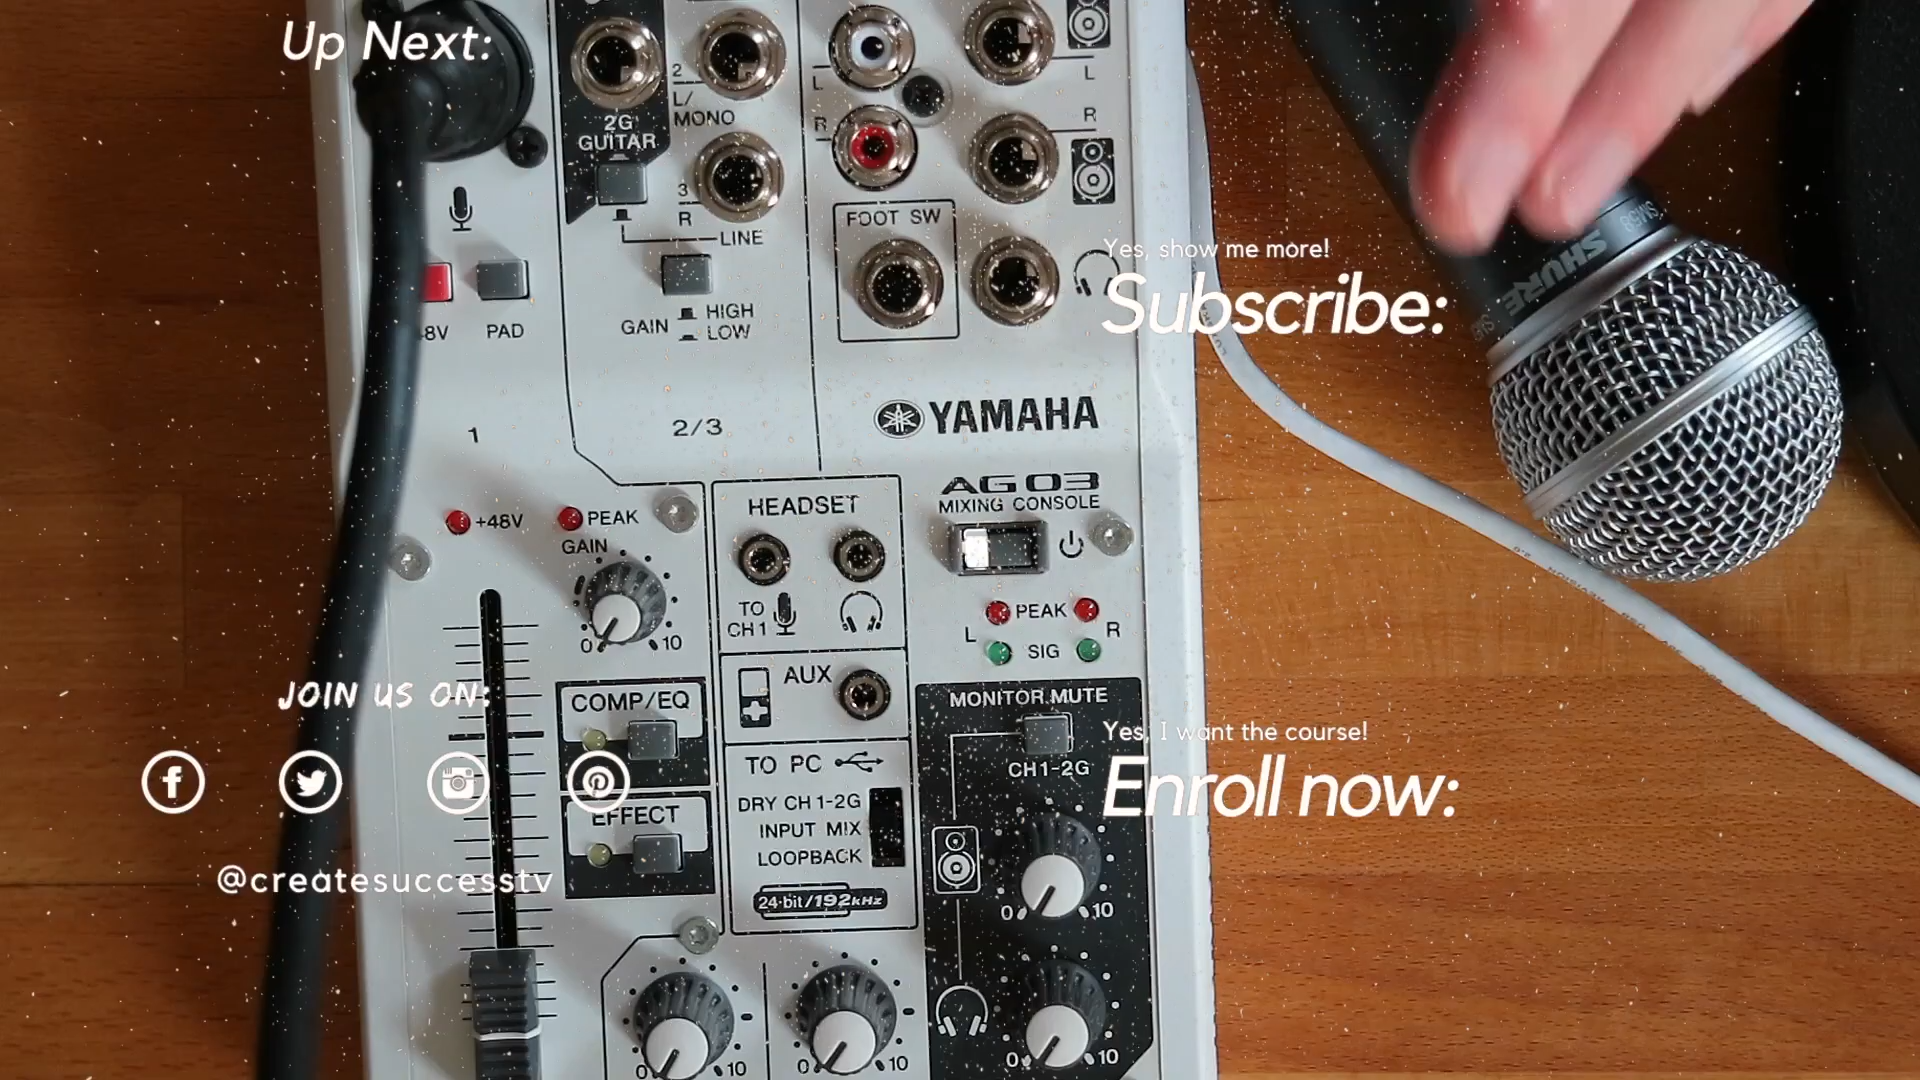 Up Next:
2G
GUITAR
2
L/
MONO
3
R
LINE
L
R
L
R
FOOT SW
48V
PAD
GAIN
HIGH
LOW
Yes, show me more!
Subscribe:
SHURE
SM58
1
2/3
YAMAHA
AG03
MIXING CONSOLE
+48V
PEAK
GAIN
0
10
HEADSET
TO
CH1
PEAK
L
R
SIG
JOIN US ON:
COMP/EQ
AUX
MONITOR MUTE
CH1-2G
Yes, I want the course!
Enroll now:
TO PC
DRY CH1-2G
INPUT MIX
LOOPBACK
EFFECT
24-bit/192kHz
@createsuccesstv
0
10
0
10
0
10
0
10